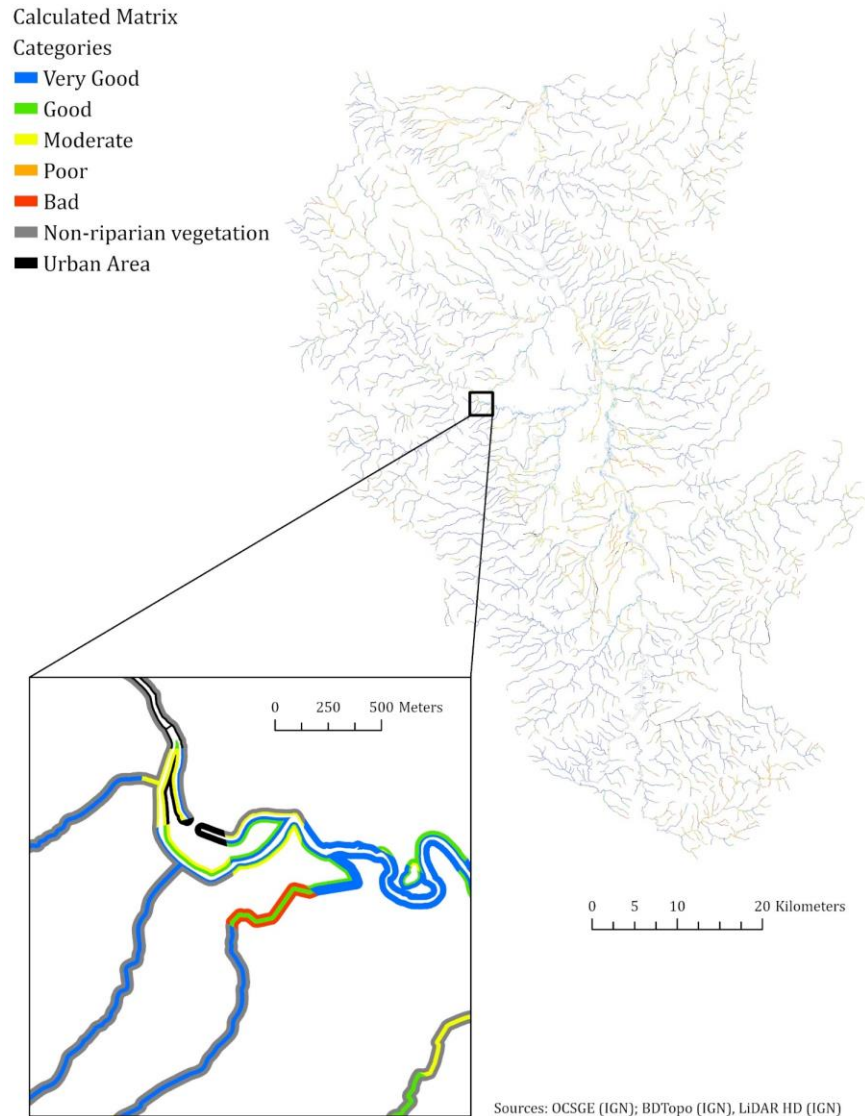 Calculated Matrix
Categories
Very Good
Good
Moderate
Poor
Bad
Non-riparian vegetation
Urban Area
0 250 500 Meters
0 5 10 20 Kilometers
Sources: OCSGE (IGN); BDTopo (IGN), LiDAR HD (IGN)